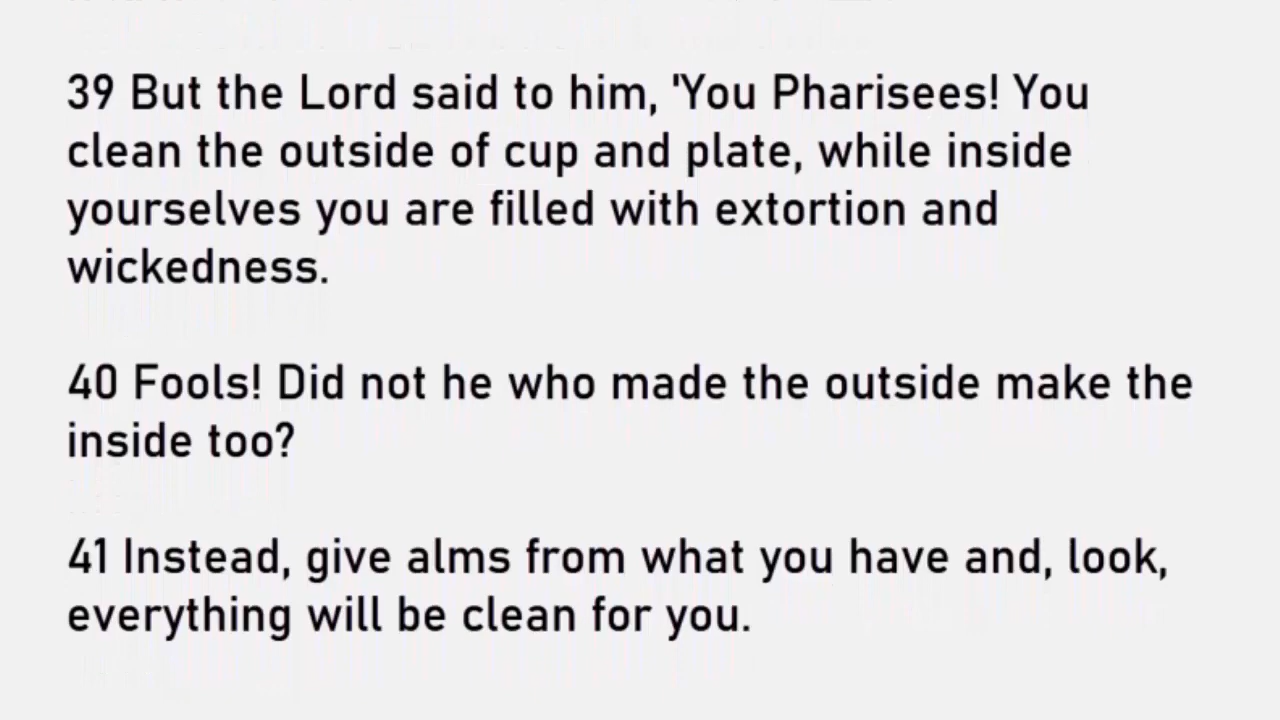 39 But the Lord said to him, 'You Pharisees! You
clean the outside of cup and plate, while inside
yourselves you are filled with extortion and
wickedness.
40 Fools! Did not he who made the outside make the
inside too?
41 Instead, give alms from what you have and, look,
everything will be clean for you.